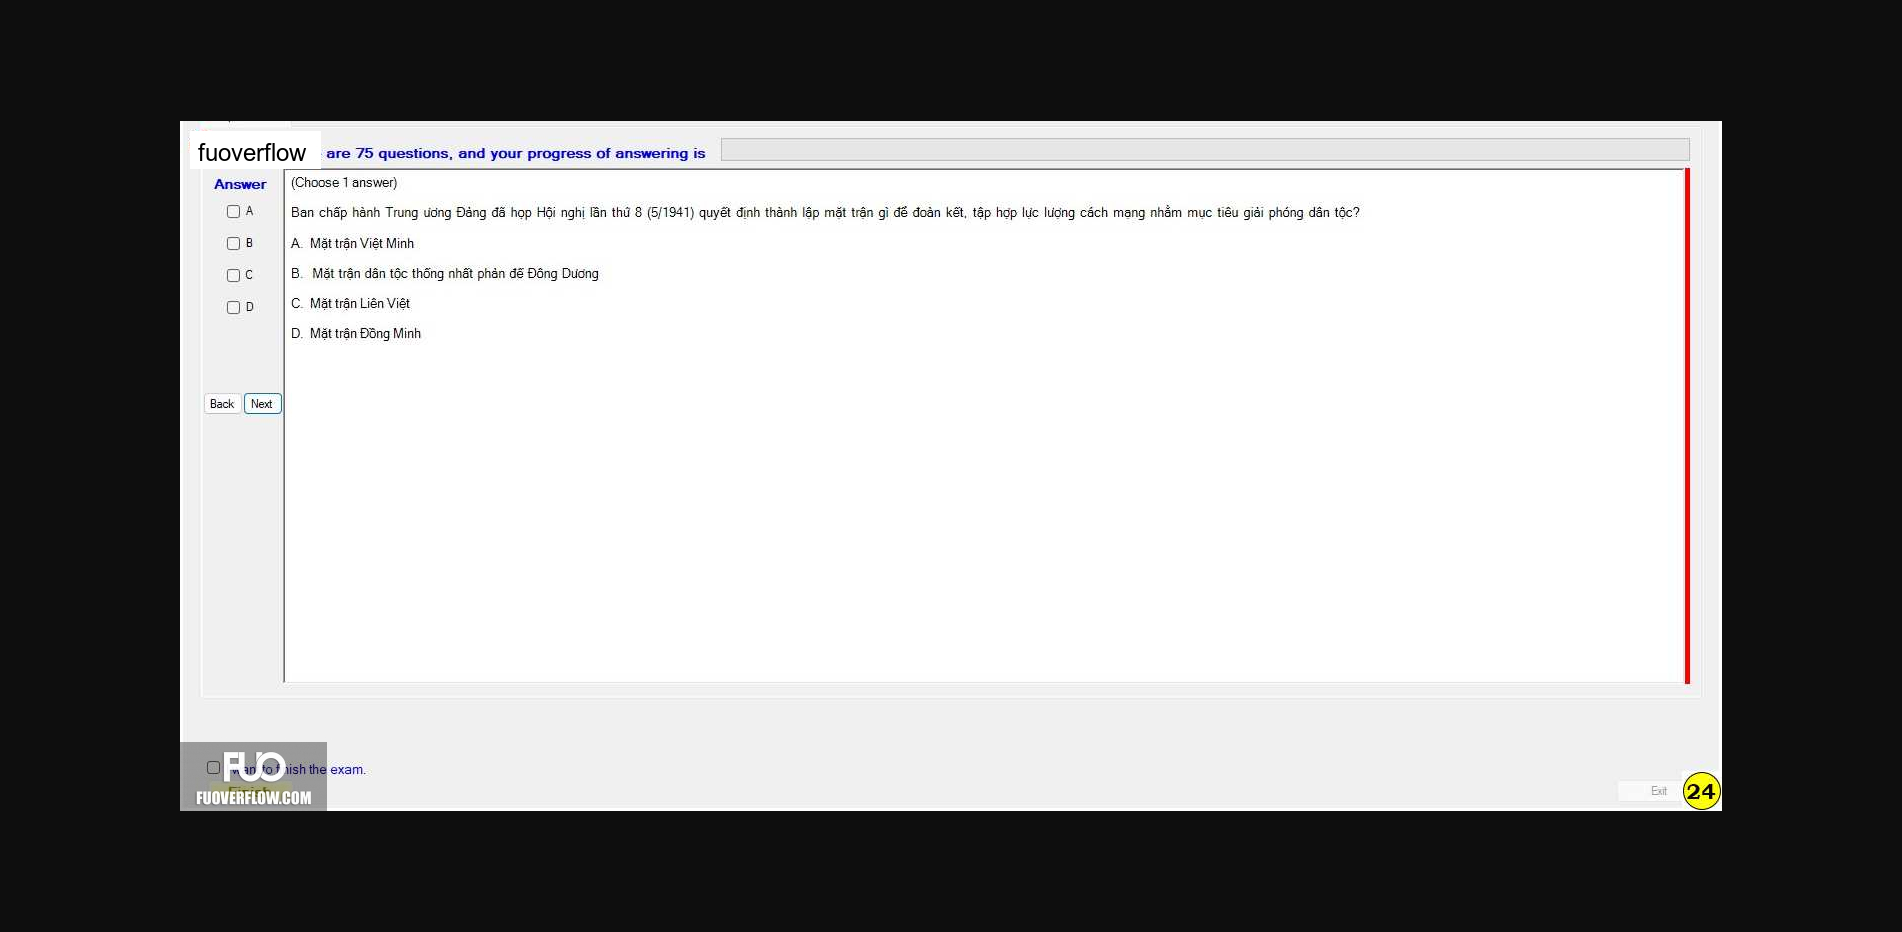 fuoverflow are 75 questions, and your progress of answering is
Answer
(Choose 1 answer)
A
Ban chấp hành Trung ương Đảng đã họp Hội nghị lần thứ 8 (5/1941) quyết định thành lập mặt trận gì để đoàn kết, tập hợp lực lượng cách mạng nhằm mục tiêu giải phóng dân tộc?
B
A. Mặt trận Việt Minh
C
B. Mặt trận dân tộc thống nhất phản đế Đông Dương
D
C. Mặt trận Liên Việt
D. Mặt trận Đồng Minh
Back Next
FUO
want to finish the exam.
Finish
FUOVERFLOW.COM
Exit
24